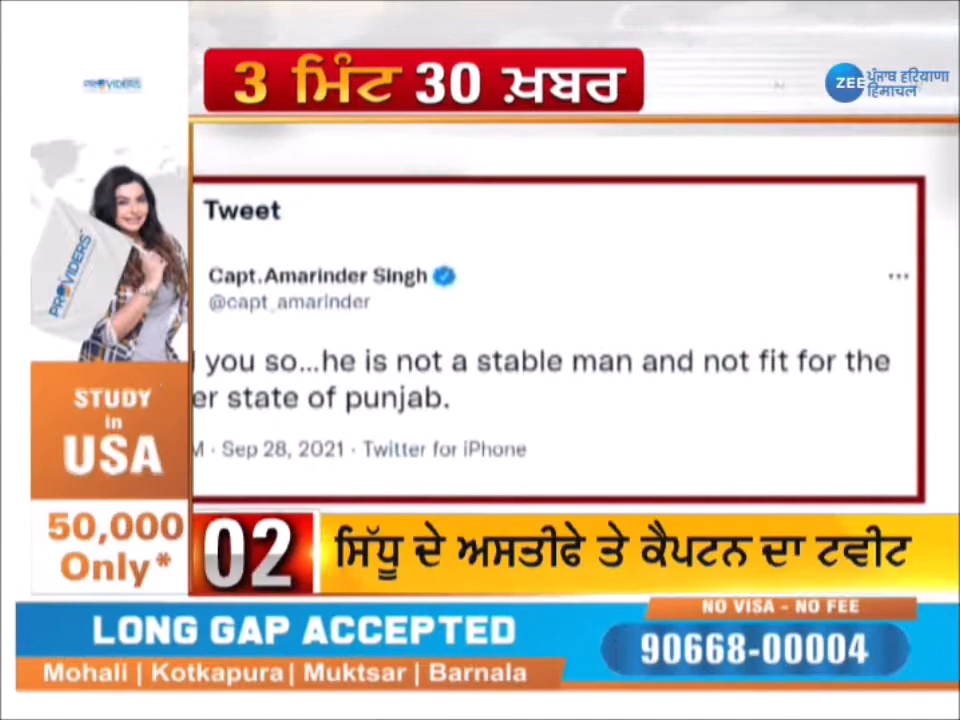 PROVIDERS
3 ਮਿੰਟ 30 ਖ਼ਬਰ
ZEE ਪੰਜਾਬ ਹਰਿਆਣਾ
ਹਿਮਾਚਲ
PROVIDERS
Tweet
Capt.Amarinder Singh
@capt_amarinder
you so...he is not a stable man and not fit for the
er state of punjab.
M · Sep 28, 2021 · Twitter for iPhone
STUDY
in
USA
50,000
Only*
02 ਸਿੱਧੂ ਦੇ ਅਸਤੀਫੇ ਤੇ ਕੈਪਟਨ ਦਾ ਟਵੀਟ
NO VISA - NO FEE
LONG GAP ACCEPTED
90668-00004
Mohali | Kotkapura | Muktsar | Barnala